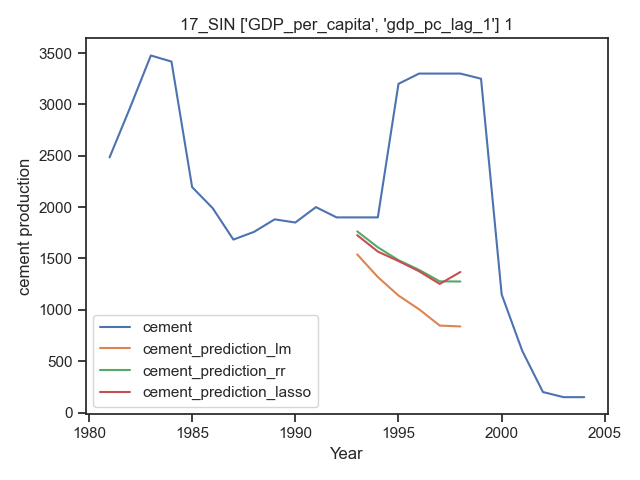 17_SIN ['GDP_per_capita', 'gdp_pc_lag_1'] 1
cement production
3500
3000
2500
2000
1500
1000
500
0
cement
cement_prediction_lm
cement_prediction_rr
cement_prediction_lasso
1980
1985
1990
1995
2000
2005
Year